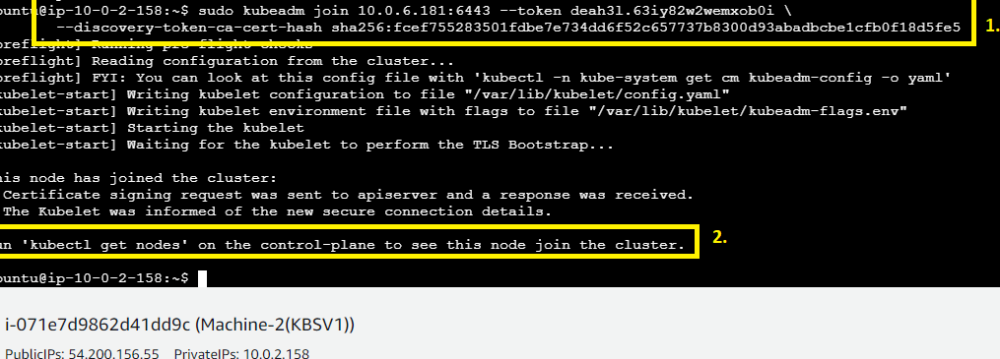 buntu@ip-10-0-2-158:~$ sudo kubeadm join 10.0.6.181:6443 --token deah3l.63iy82w2wemxob0i \
--discovery-token-ca-cert-hash sha256:fcef755283501fdbe7e734dd6f52c657737b8300d93abadbcbe1cfb0f18d5fe5
1.
preflight] Running pre-flight checks
preflight] Reading configuration from the cluster...
preflight] FYI: You can look at this config file with 'kubectl -n kube-system get cm kubeadm-config -o yaml'
kubelet-start] Writing kubelet configuration to file "/var/lib/kubelet/config.yaml"
kubelet-start] Writing kubelet environment file with flags to file "/var/lib/kubelet/kubeadm-flags.env"
kubelet-start] Starting the kubelet
kubelet-start] Waiting for the kubelet to perform the TLS Bootstrap...
his node has joined the cluster:
Certificate signing request was sent to apiserver and a response was received.
The Kubelet was informed of the new secure connection details.
un 'kubectl get nodes' on the control-plane to see this node join the cluster.
2.
buntu@ip-10-0-2-158:~$
i-071e7d9862d41dd9c (Machine-2(KBSV1))
PublicIPs: 54.200.156.55 PrivateIPs: 10.0.2.158